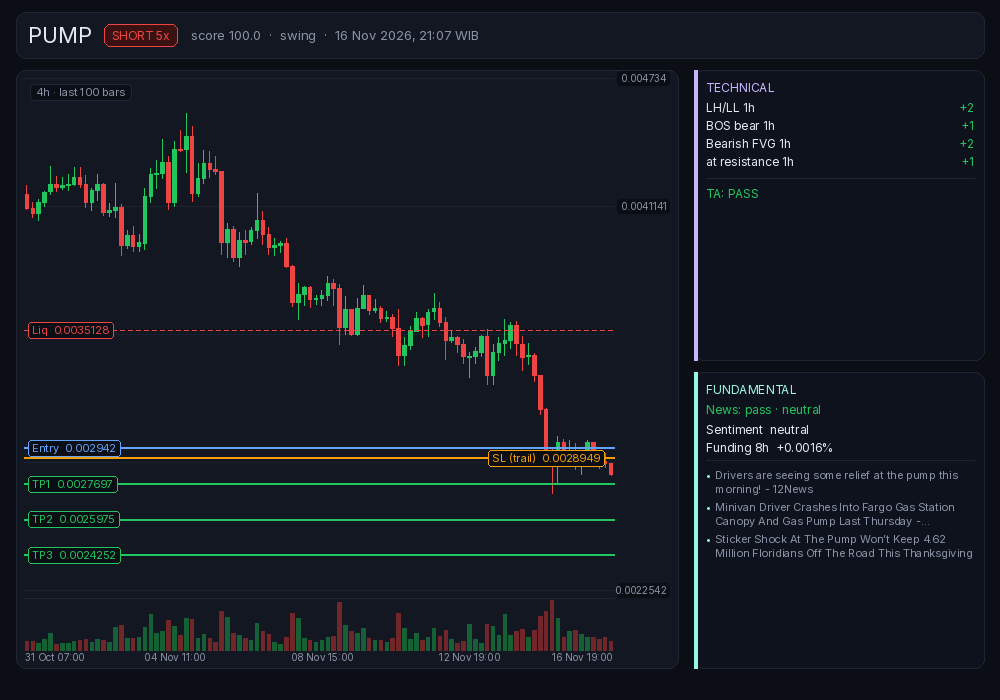 PUMP SHORT 5x score 100.0 · swing · 16 Nov 2026, 21:07 WIB
4h · last 100 bars
0.004734
0.0041141
Liq 0.0035128
Entry 0.002942
SL (trail) 0.0028949
TP1 0.0027697
TP2 0.0025975
TP3 0.0024252
0.0022542
31 Oct 07:00 04 Nov 11:00 08 Nov 15:00 12 Nov 19:00 16 Nov 19:00
TECHNICAL
LH/LL 1h +2
BOS bear 1h +1
Bearish FVG 1h +2
at resistance 1h +1
TA: PASS
FUNDAMENTAL
News: pass · neutral
Sentiment neutral
Funding 8h +0.0016%
• Drivers are seeing some relief at the pump this
morning! - 12News
• Minivan Driver Crashes Into Fargo Gas Station
Canopy And Gas Pump Last Thursday -...
• Sticker Shock At The Pump Won't Keep 4.62
Million Floridians Off The Road This Thanksgiving